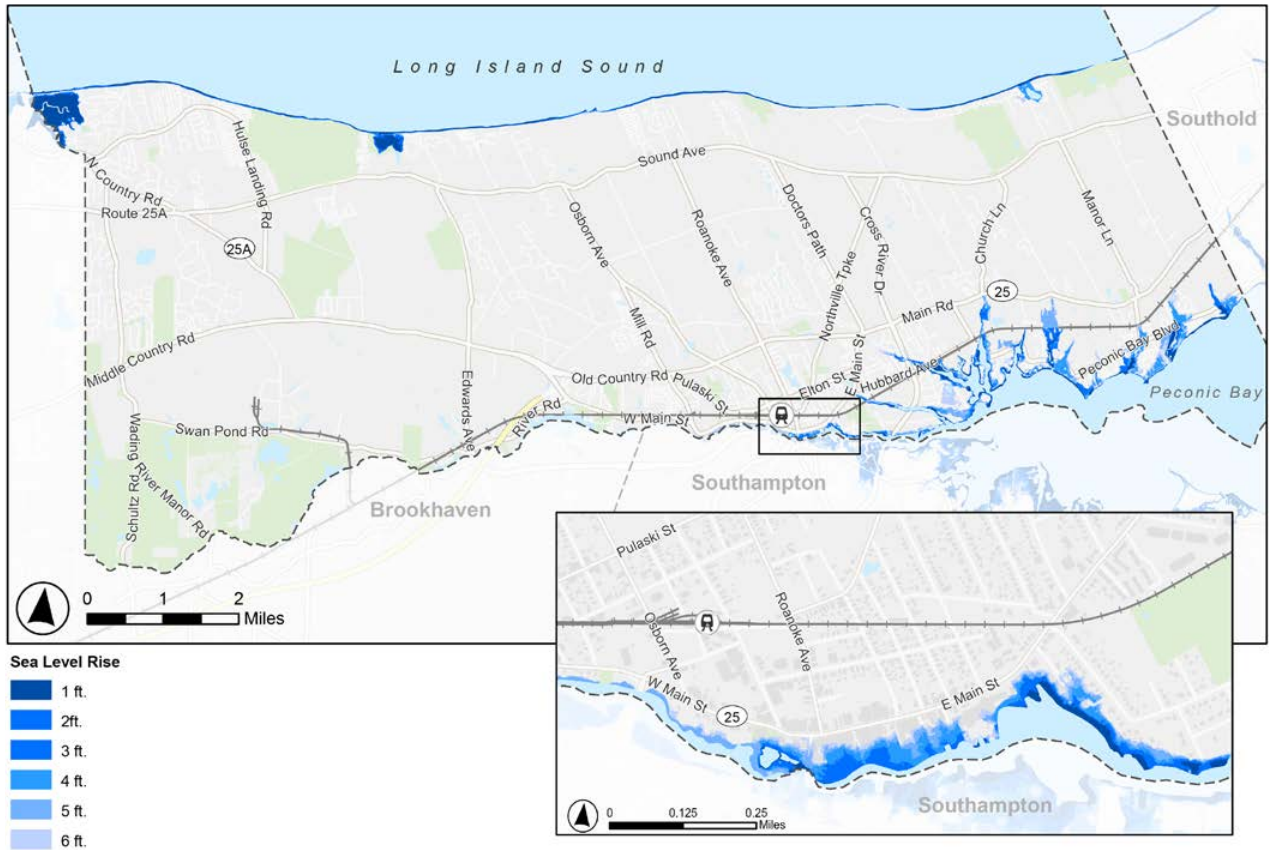 Long Island Sound
Southold
N Country Rd
Route 25A
Hulse Landing Rd
25A
Sound Ave
Osborn Ave
Roanoke Ave
Doctors Path
Cross River Dr
Northville Tpke
Church Ln
Manor Ln
25
Main Rd
Mill Rd
Middle Country Rd
Edwards Ave
Old Country Rd
Pulaski St
Elton St
E Main St
Hubbard Ave
Peconic Bay Blvd
Peconic Bay
River Rd
W Main St
Swan Pond Rd
Wading River Manor Rd
Schultz Rd
Brookhaven
Southampton
0 1 2
Miles
Sea Level Rise
1 ft.
2ft.
3 ft.
4 ft.
5 ft.
6 ft.
Pulaski St
Osborn Ave
Roanoke Ave
W Main St
25
E Main St
Southampton
0 0.125 0.25
Miles